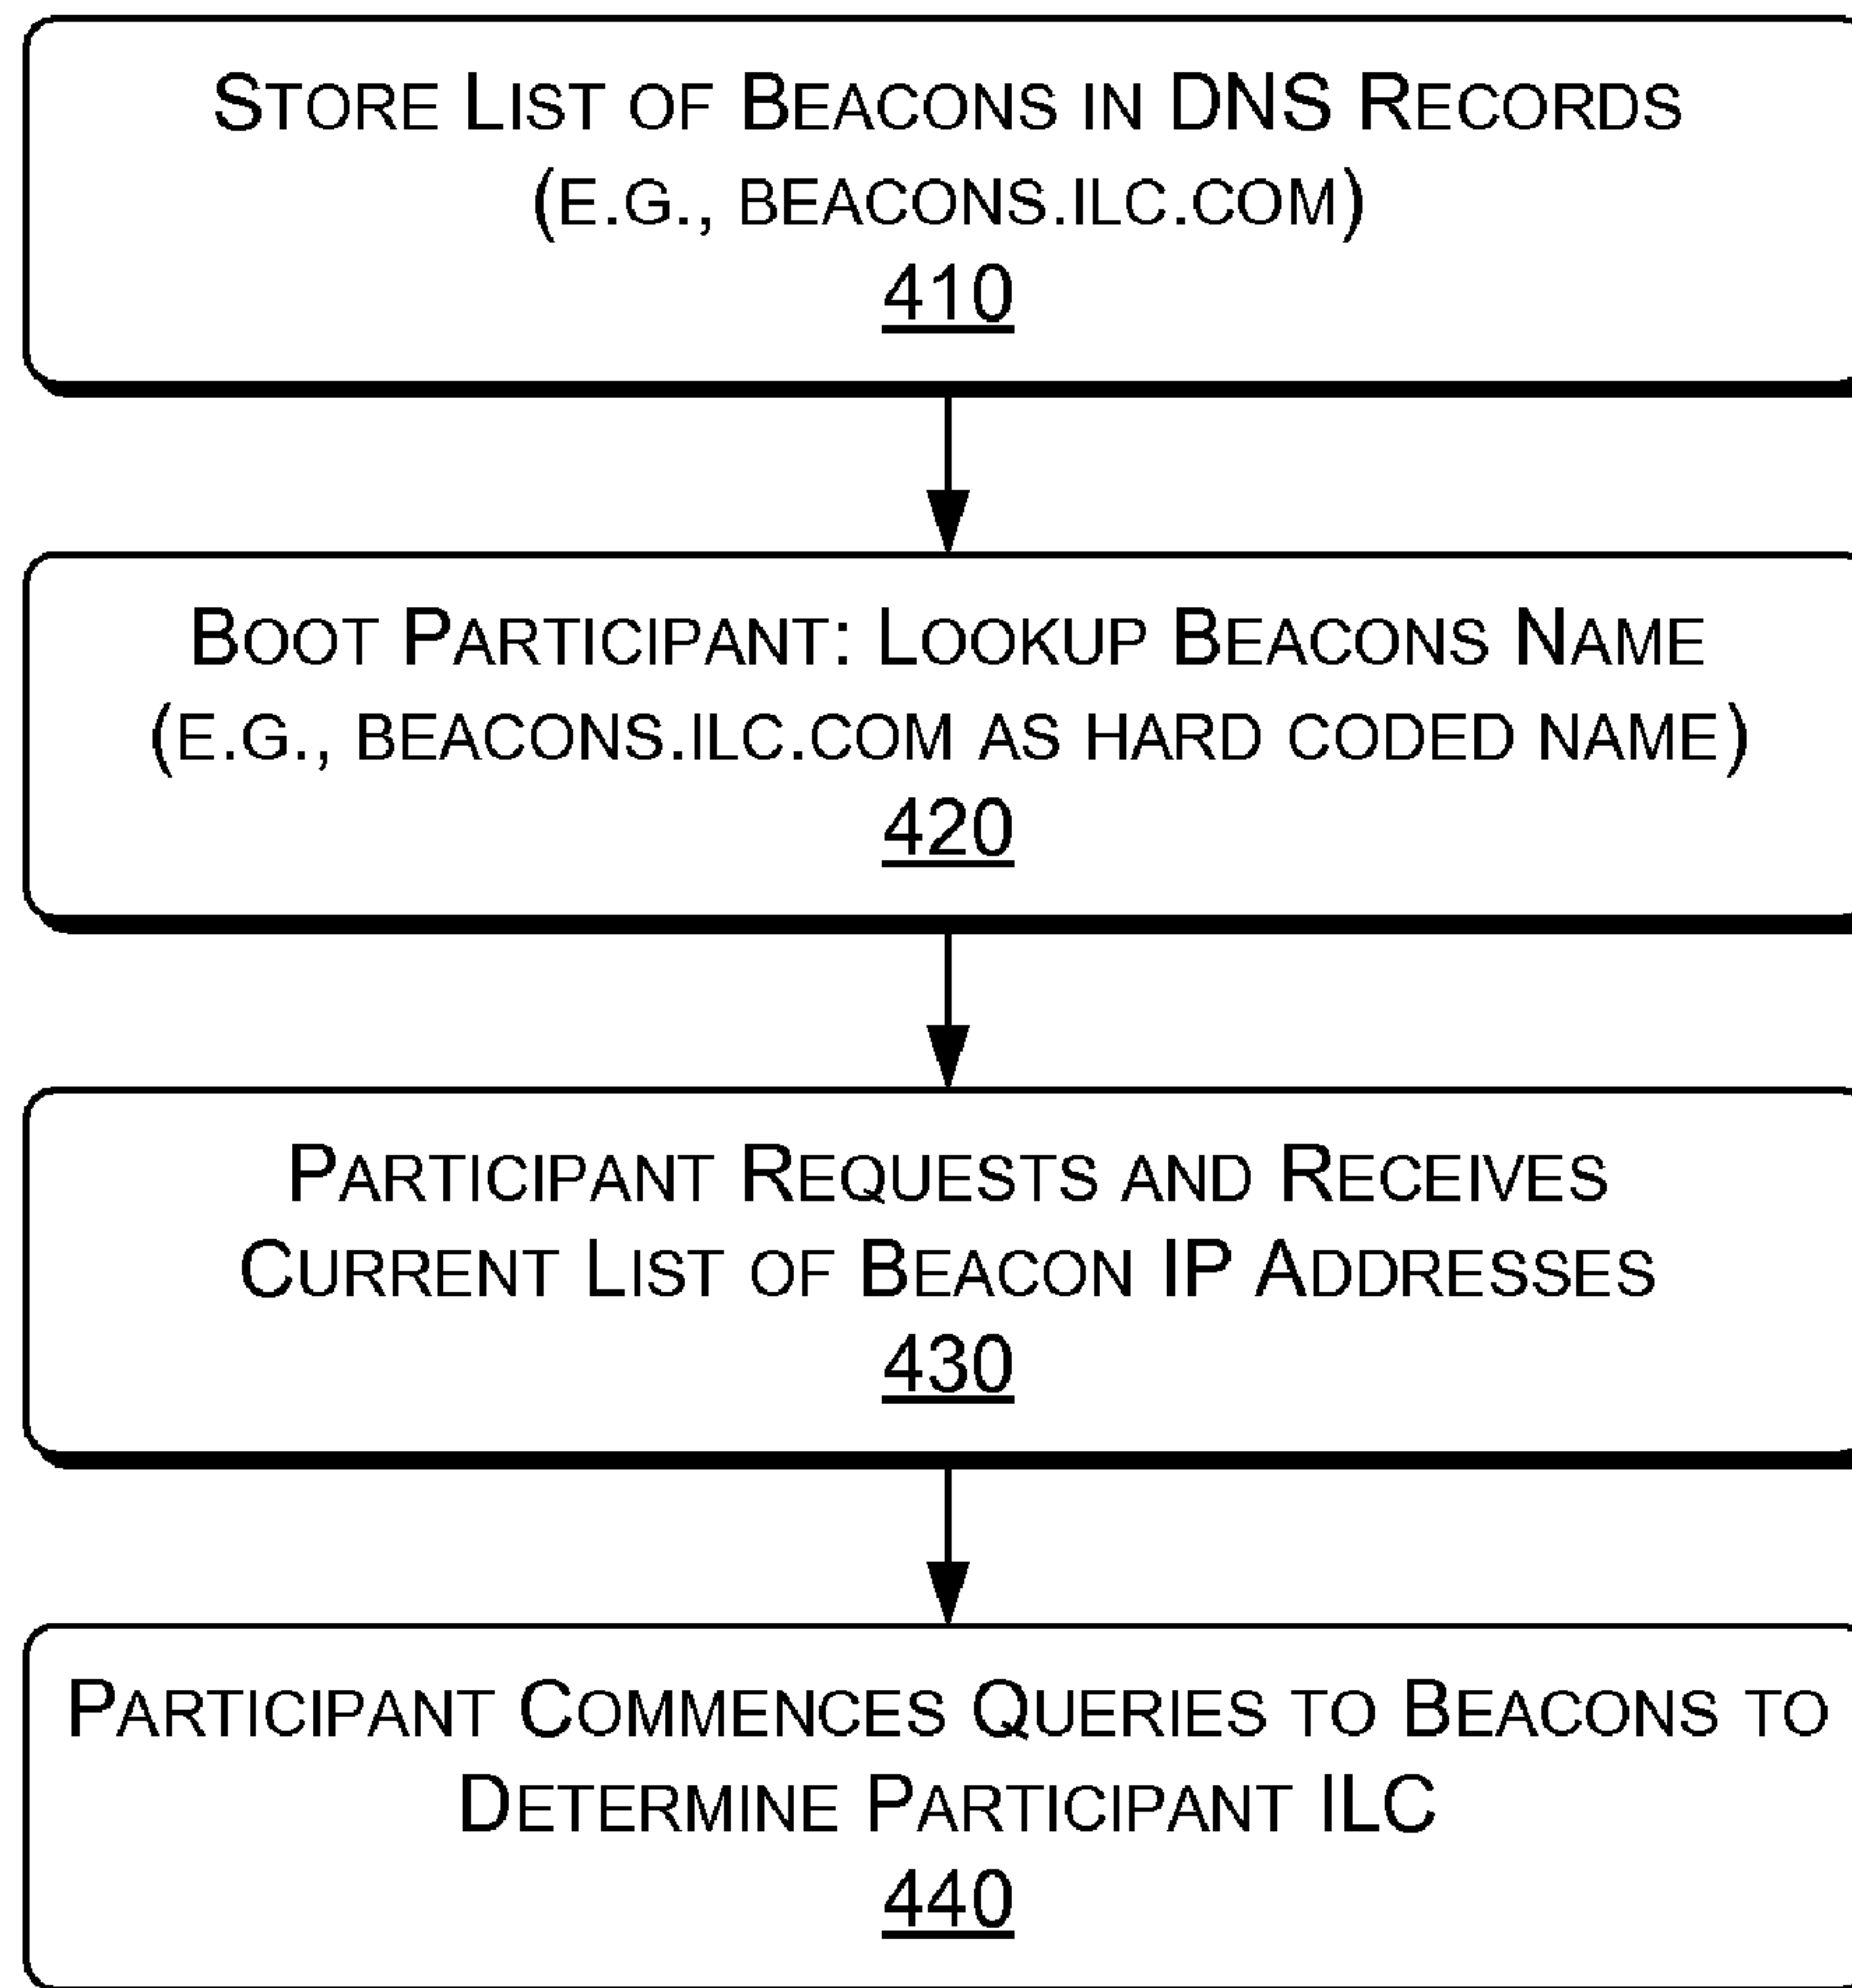 STORE LIST OF BEACONS IN DNS RECORDS
(E.G., BEACONS.ILC.COM)
410
BOOT PARTICIPANT: LOOKUP BEACONS NAME
(E.G., BEACONS.ILC.COM AS HARD CODED NAME)
420
PARTICIPANT REQUESTS AND RECEIVES
CURRENT LIST OF BEACON IP ADDRESSES
430
PARTICIPANT COMMENCES QUERIES TO BEACONS TO
DETERMINE PARTICIPANT ILC
440